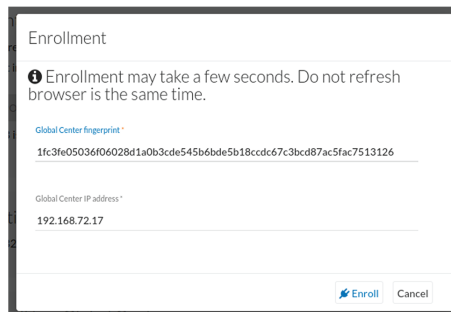 Enrollment
Enrollment may take a few seconds. Do not refresh
browser is the same time.
Global Center fingerprint *
1fc3fe05036f06028d1a0b3cde545b6bde5b18ccdc67c3bcd87ac5fac7513126
Global Center IP address *
192.168.72.17
Enroll Cancel